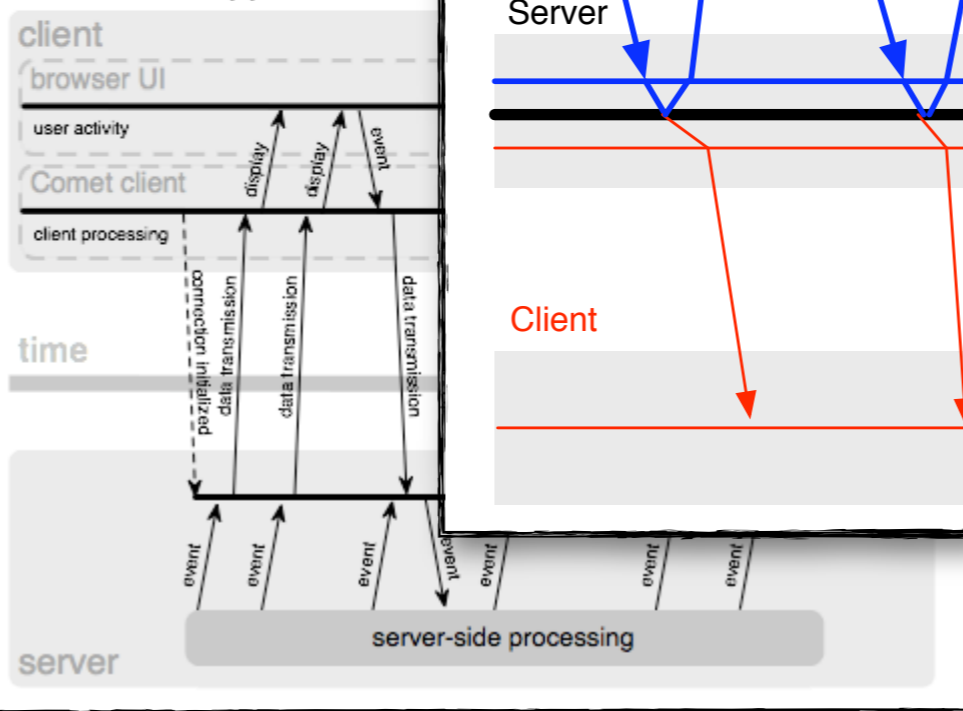 client
browser UI
user activity
display
display
event
Comet client
client processing
connection initialized
data transmission
data transmission
data transmission
time
event
event
event
event
event
event
event
server-side processing
server
Server
Client